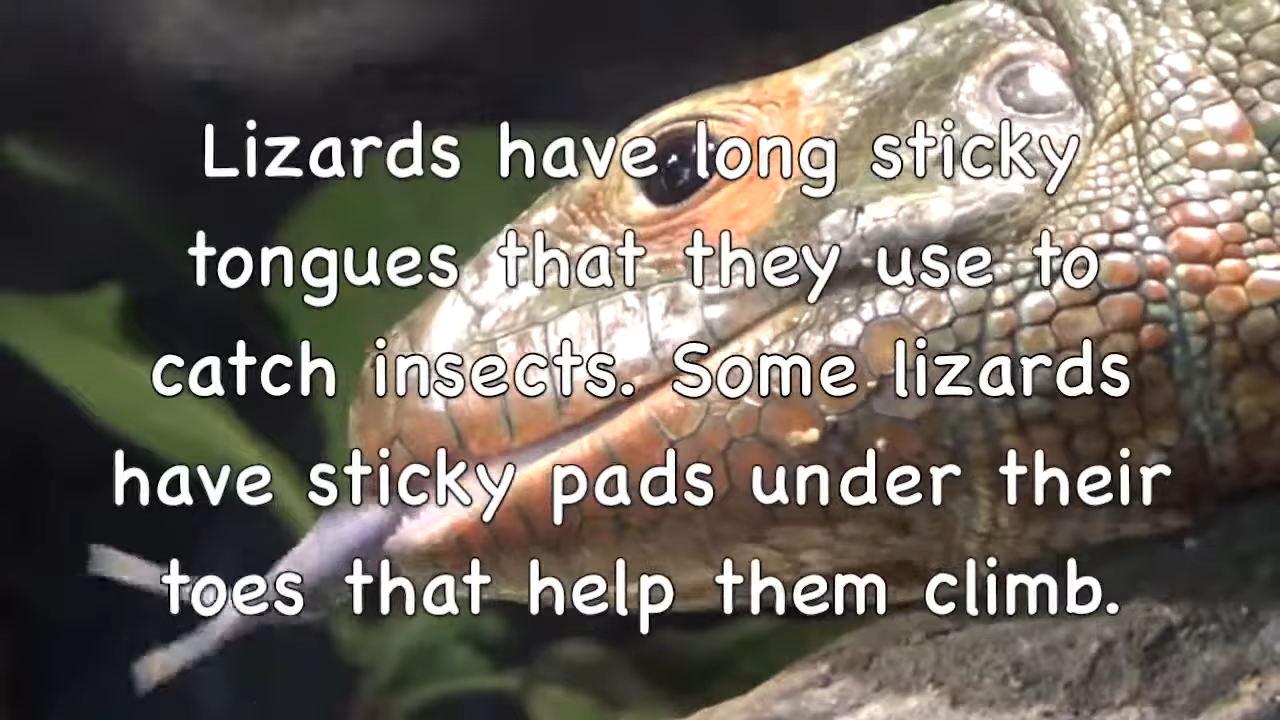 Lizards have long sticky
tongues that they use to
catch insects. Some lizards
have sticky pads under their
toes that help them climb.